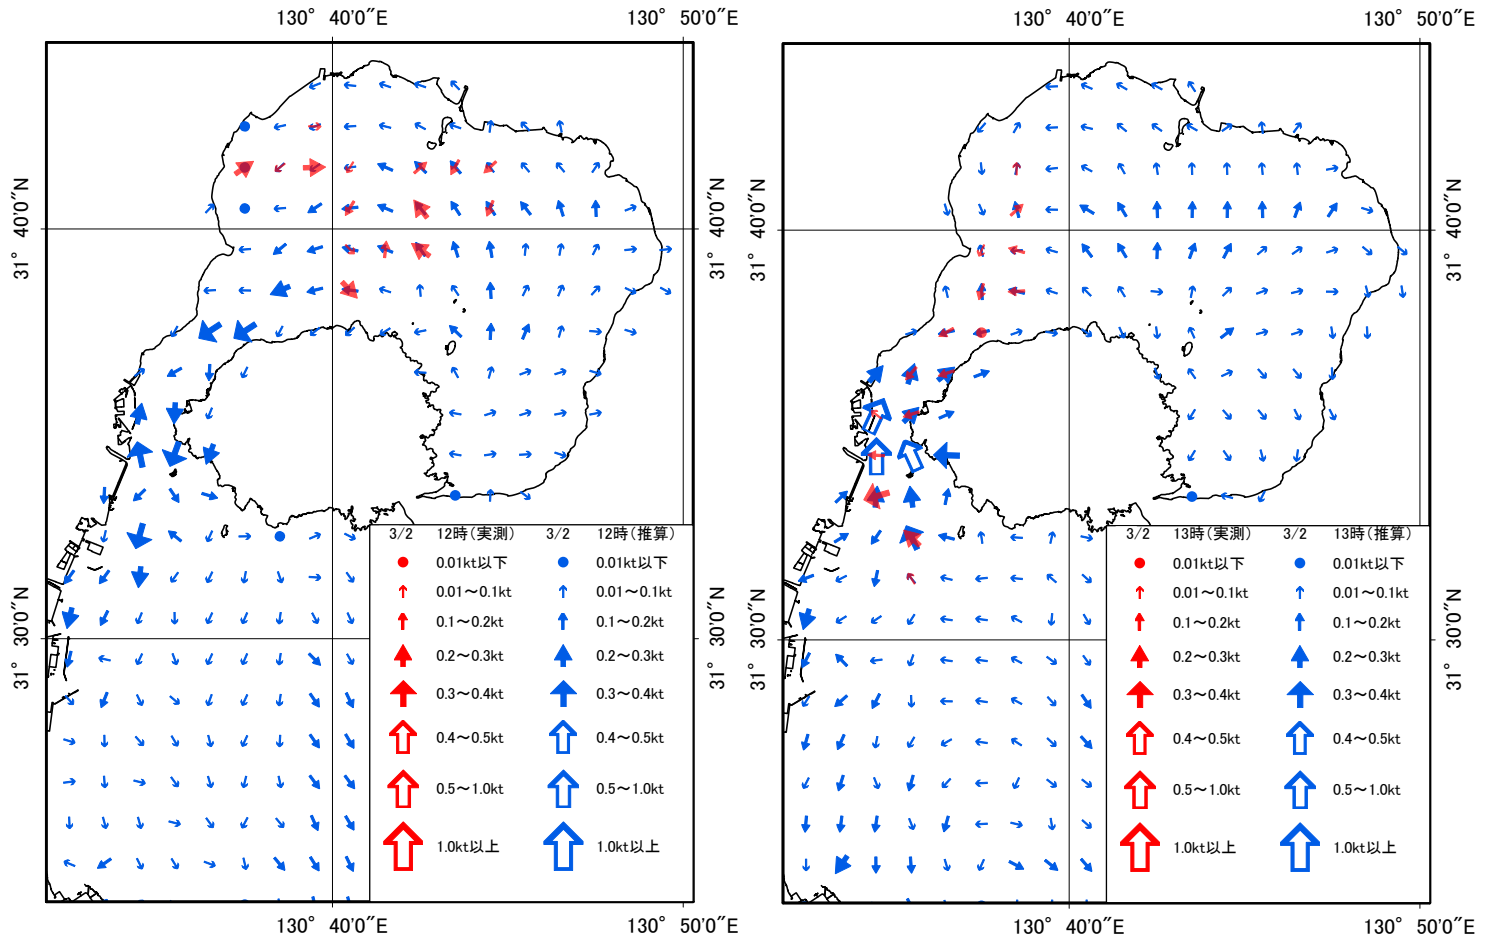 130° 40'0"E
130° 50'0"E
130° 40'0"E
130° 50'0"E
31° 40'0"N
31° 40'0"N
31° 40'0"N
31° 30'0"N
31° 30'0"N
31° 30'0"N
3/2 12時(実測) 3/2 12時(推算)
0.01kt以下 0.01kt以下
0.01～0.1kt 0.01～0.1kt
0.1～0.2kt 0.1～0.2kt
0.2～0.3kt 0.2～0.3kt
0.3～0.4kt 0.3～0.4kt
0.4～0.5kt 0.4～0.5kt
0.5～1.0kt 0.5～1.0kt
1.0kt以上 1.0kt以上
3/2 13時(実測) 3/2 13時(推算)
0.01kt以下 0.01kt以下
0.01～0.1kt 0.01～0.1kt
0.1～0.2kt 0.1～0.2kt
0.2～0.3kt 0.2～0.3kt
0.3～0.4kt 0.3～0.4kt
0.4～0.5kt 0.4～0.5kt
0.5～1.0kt 0.5～1.0kt
1.0kt以上 1.0kt以上
130° 40'0"E
130° 50'0"E
130° 40'0"E
130° 50'0"E